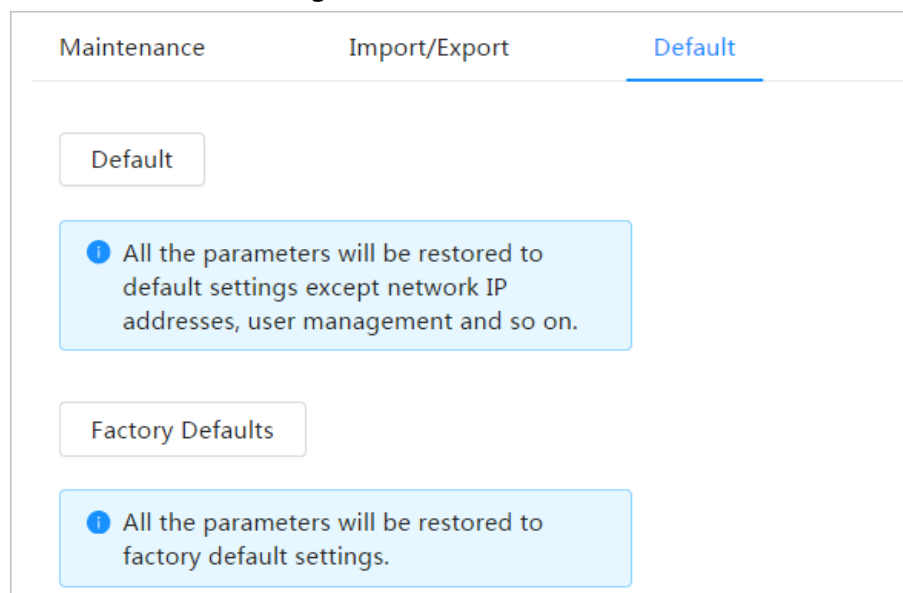 Maintenance Import/Export Default
Default
All the parameters will be restored to
default settings except network IP
addresses, user management and so on.
Factory Defaults
All the parameters will be restored to
factory default settings.